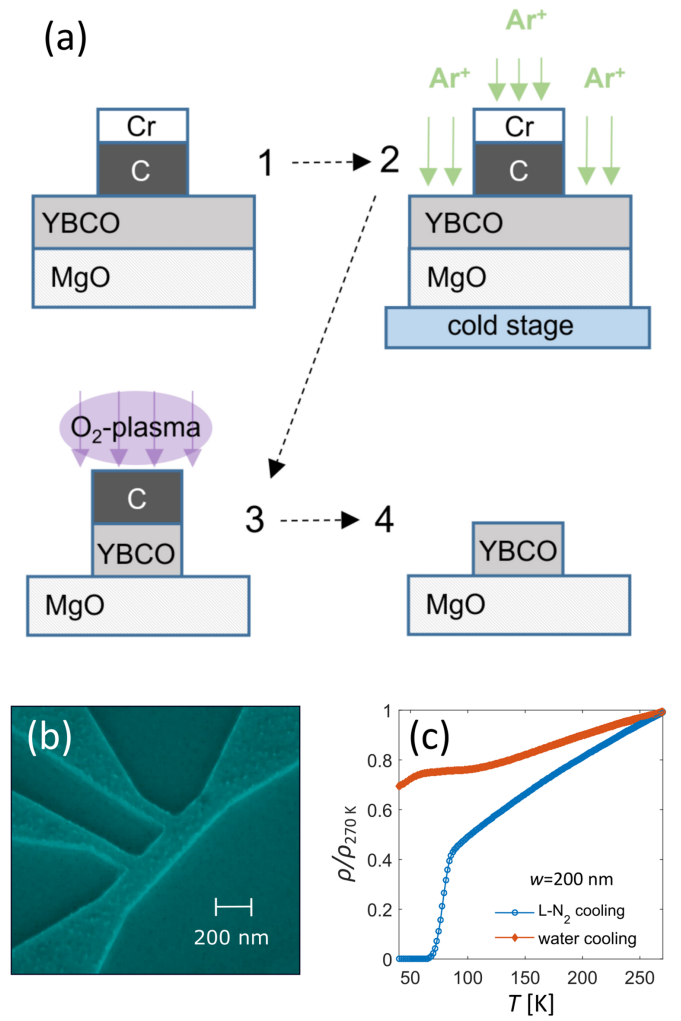 (a)
Ar⁺
Ar⁺ Ar⁺
Cr
C
YBCO
MgO
1
2
Cr
C
YBCO
MgO
cold stage
O₂-plasma
C
YBCO
MgO
3
4
YBCO
MgO
(b)
200 nm
(c)
1
0.8
0.6
0.4
0.2
0
ρ/ρ₂₇₀ K
w=200 nm
L-N₂ cooling
water cooling
50 100 150 200 250
T [K]